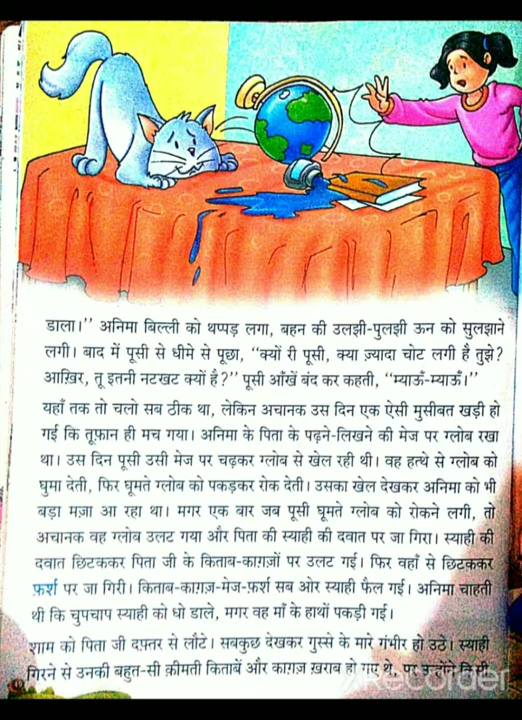 डाला।’’ अनिमा बिल्ली को थप्पड़ लगा, बहन की उलझी-पुलझी ऊन को सुलझाने
लगी। बाद में पूसी से धीमे से पूछा, ‘‘क्यों री पूसी, क्या ज़्यादा चोट लगी है तुझे?
आख़िर, तू इतनी नटखट क्यों है?’’ पूसी आँखें बंद कर कहती, ‘‘म्याऊँ-म्याऊँ।’’
यहाँ तक तो चलो सब ठीक था, लेकिन अचानक उस दिन एक ऐसी मुसीबत खड़ी हो
गई कि तूफ़ान ही मच गया। अनिमा के पिता के पढ़ने-लिखने की मेज पर ग्लोब रखा
था। उस दिन पूसी उसी मेज पर चढ़कर ग्लोब से खेल रही थी। वह हत्थे से ग्लोब को
घुमा देती, फिर घूमते ग्लोब को पकड़कर रोक देती। उसका खेल देखकर अनिमा को भी
बड़ा मज़ा आ रहा था। मगर एक बार जब पूसी घूमते ग्लोब को रोकने लगी, तो
अचानक वह ग्लोब उलट गया और पिता की स्याही की दवात पर जा गिरा। स्याही की
दवात छिटककर पिता जी के किताब-काग़ज़ों पर उलट गई। फिर वहाँ से छिटककर
फ़र्श पर जा गिरी। किताब-काग़ज़-मेज-फ़र्श सब ओर स्याही फैल गई। अनिमा चाहती
थी कि चुपचाप स्याही को धो डाले, मगर वह माँ के हाथों पकड़ी गई।
शाम को पिता जी दफ़्तर से लौटे। सबकुछ देखकर गुस्से के मारे गंभीर हो उठे। स्याही
गिरने से उनकी बहुत-सी क़ीमती किताबें और काग़ज़ ख़राब हो गए थे, पर उन्होंने
Recorder